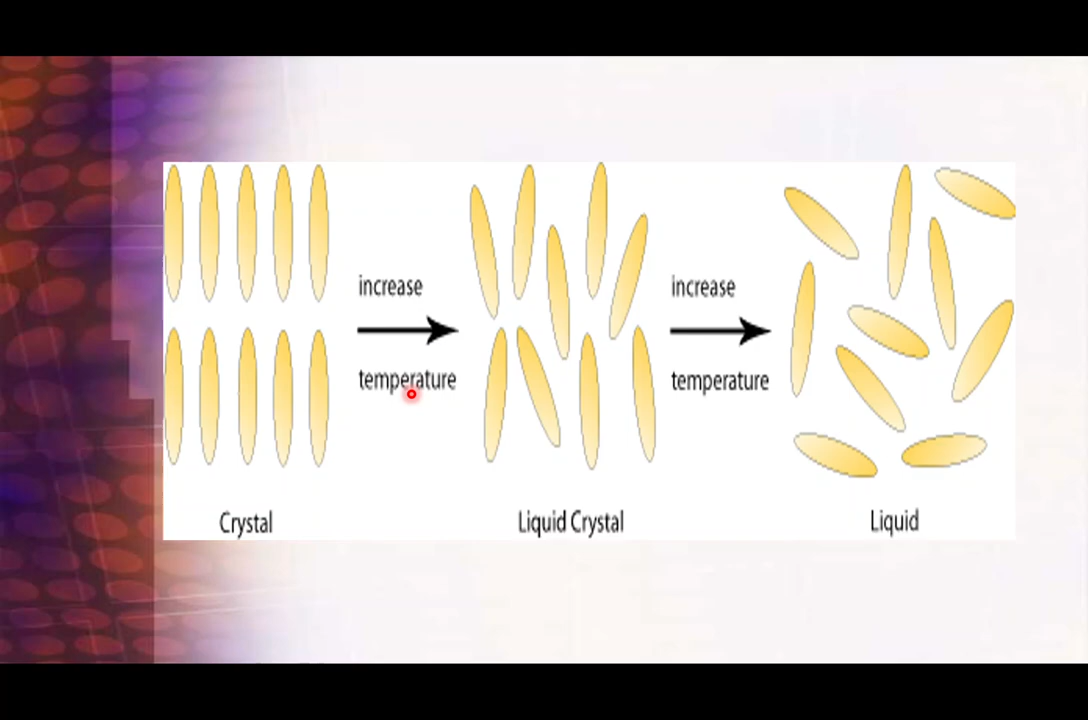 increase
temperature
increase
temperature
Crystal
Liquid Crystal
Liquid